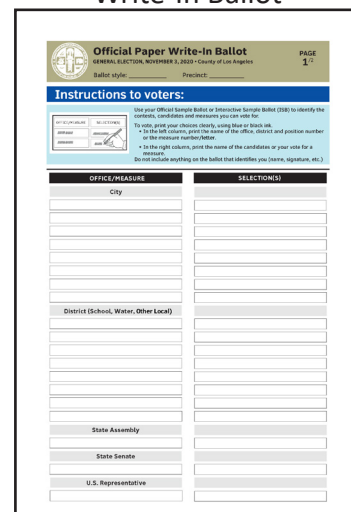 Write-In Ballot
Official Paper Write-In Ballot
PAGE
GENERAL ELECTION, NOVEMBER 3, 2020 • County of Los Angeles
1/2
Ballot style: ____________ Precinct: __________
Instructions to voters:
Use your Official Sample Ballot or Interactive Sample Ballot (ISB) to identify the
contests, candidates and measures you can vote for.
OFFICE/MEASURE SELECTION(S)
To vote, print your choices clearly, using blue or black ink.
• In the left column, print the name of the office, district and position number
or the measure number/letter.
• In the right column, print the name of the candidates or your vote for a
measure.
Do not include anything on the ballot that identifies you (name, signature, etc.)
OFFICE/MEASURE SELECTION(S)
City
District (School, Water, Other Local)
State Assembly
State Senate
U.S. Representative